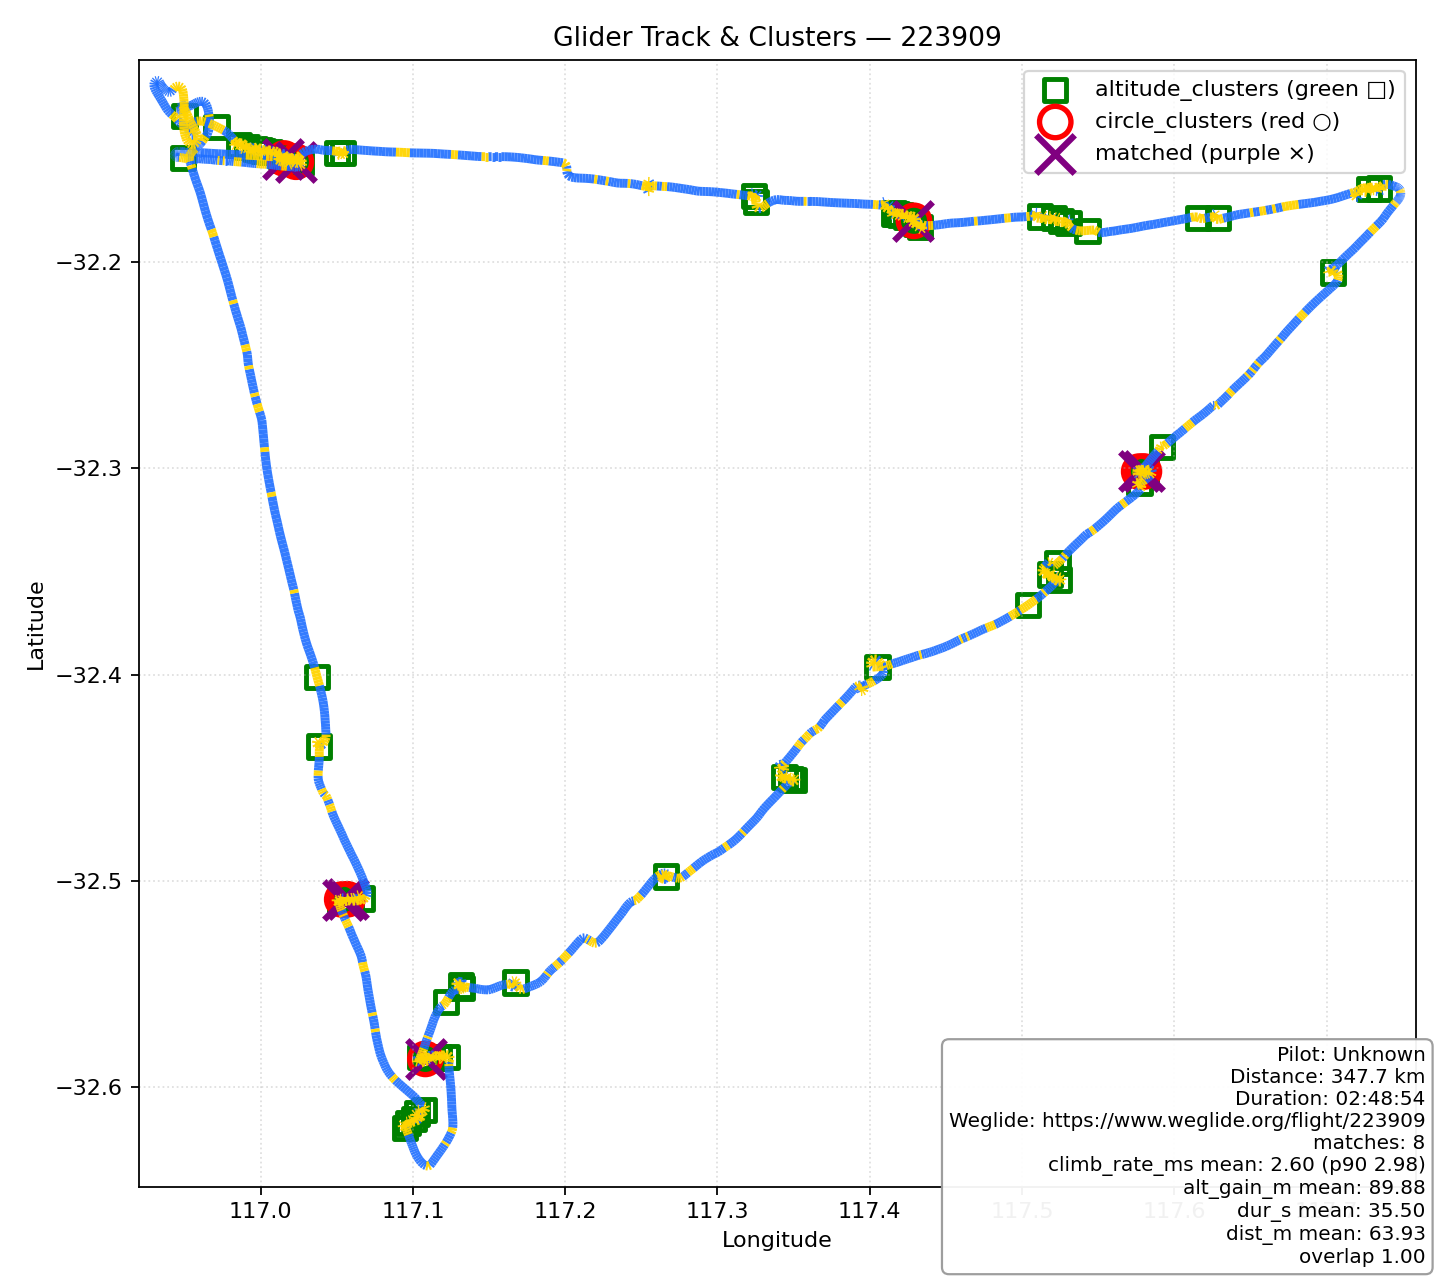 Glider Track & Clusters — 223909
altitude_clusters (green □)
circle_clusters (red ○)
matched (purple ×)
Latitude
−32.2
−32.3
−32.4
−32.5
−32.6
117.0
117.1
117.2
117.3
117.4
117.5
117.6
Longitude
Pilot: Unknown
Distance: 347.7 km
Duration: 02:48:54
Weglide: https://www.weglide.org/flight/223909
matches: 8
climb_rate_ms mean: 2.60 (p90 2.98)
alt_gain_m mean: 89.88
dur_s mean: 35.50
dist_m mean: 63.93
overlap 1.00